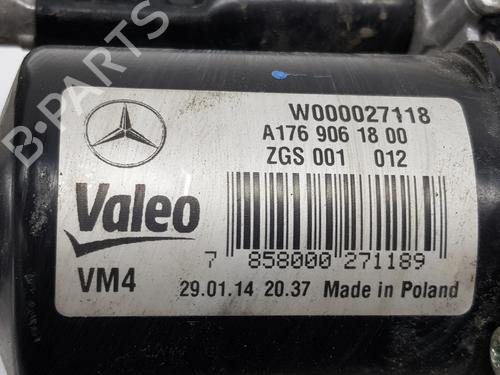 W000027118
A176 906 18 00
ZGS 001 012
Valeo
7 858000 271189
VM4
29.01.14 20.37 Made in Poland
B-PARTS